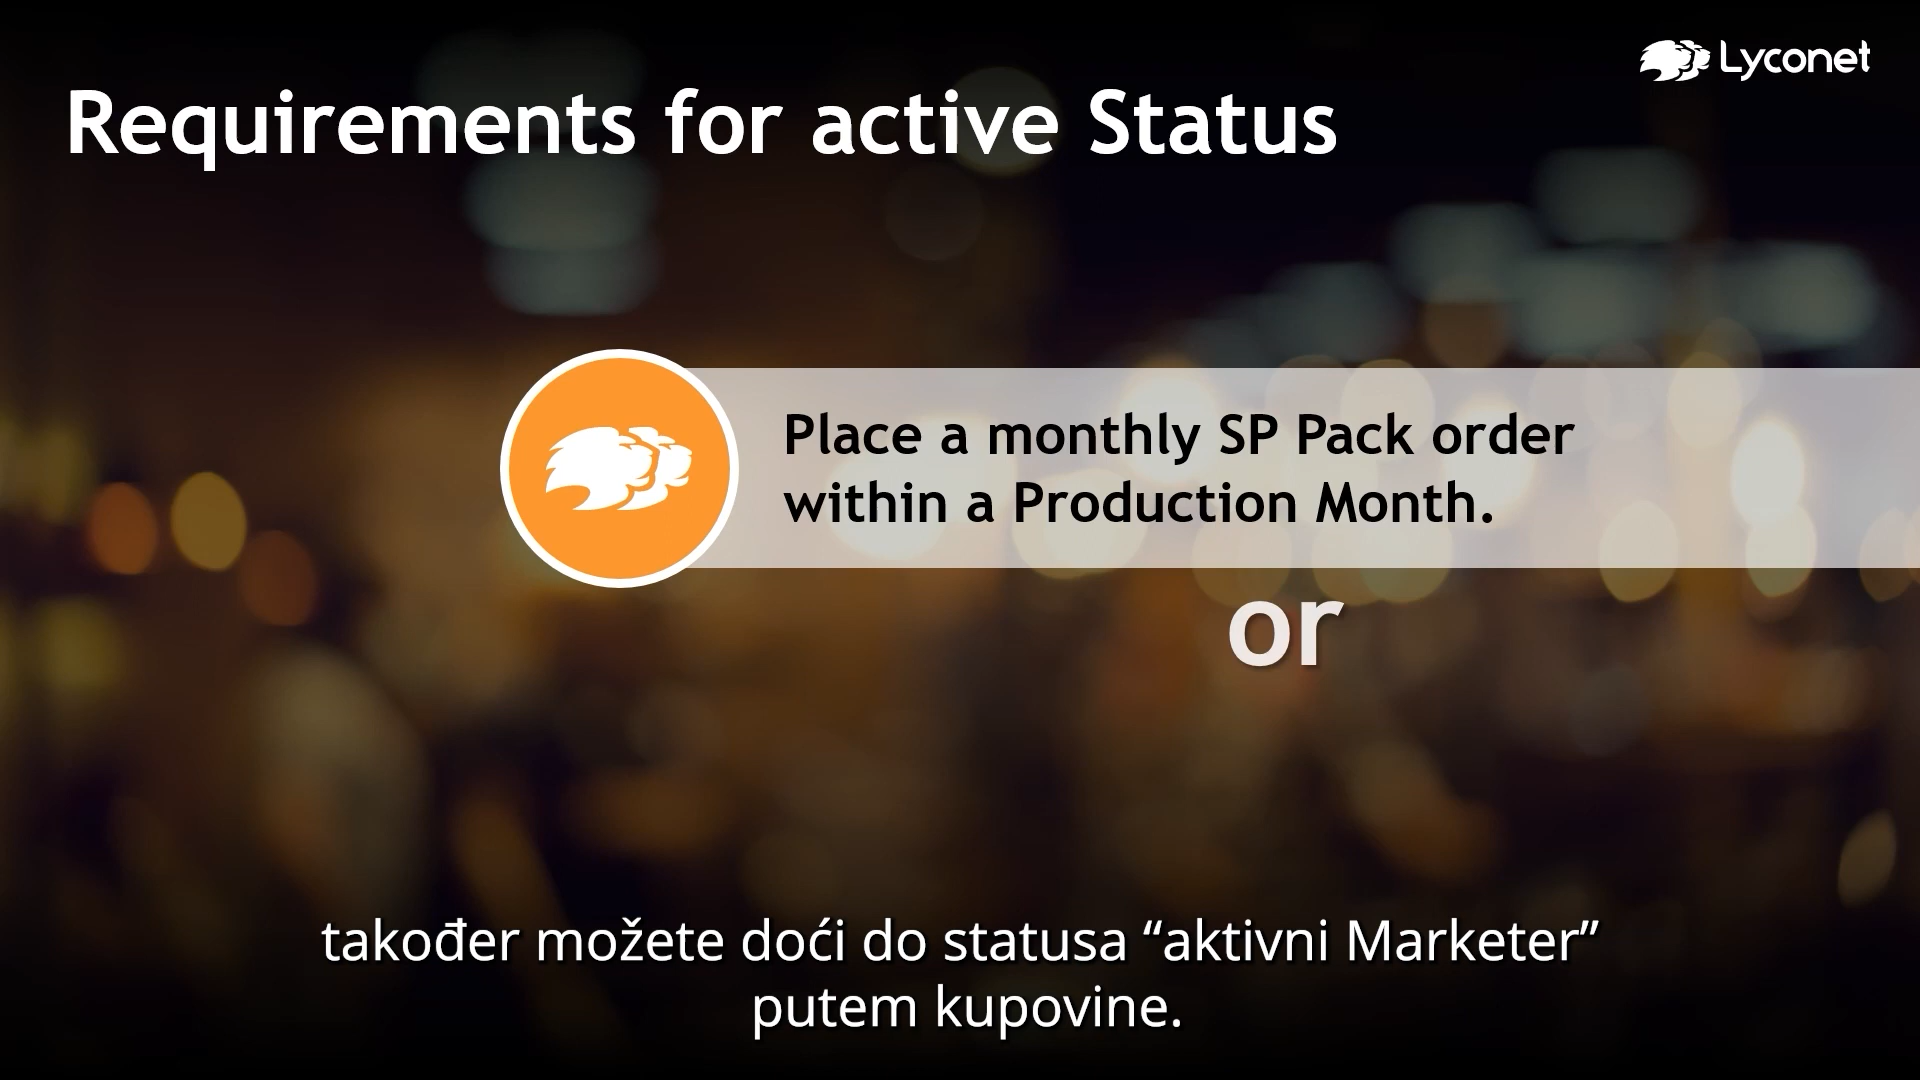 Lyconet
Requirements for active Status
Place a monthly SP Pack order
within a Production Month.
or
također možete doći do statusa “aktivni Marketer”
putem kupovine.